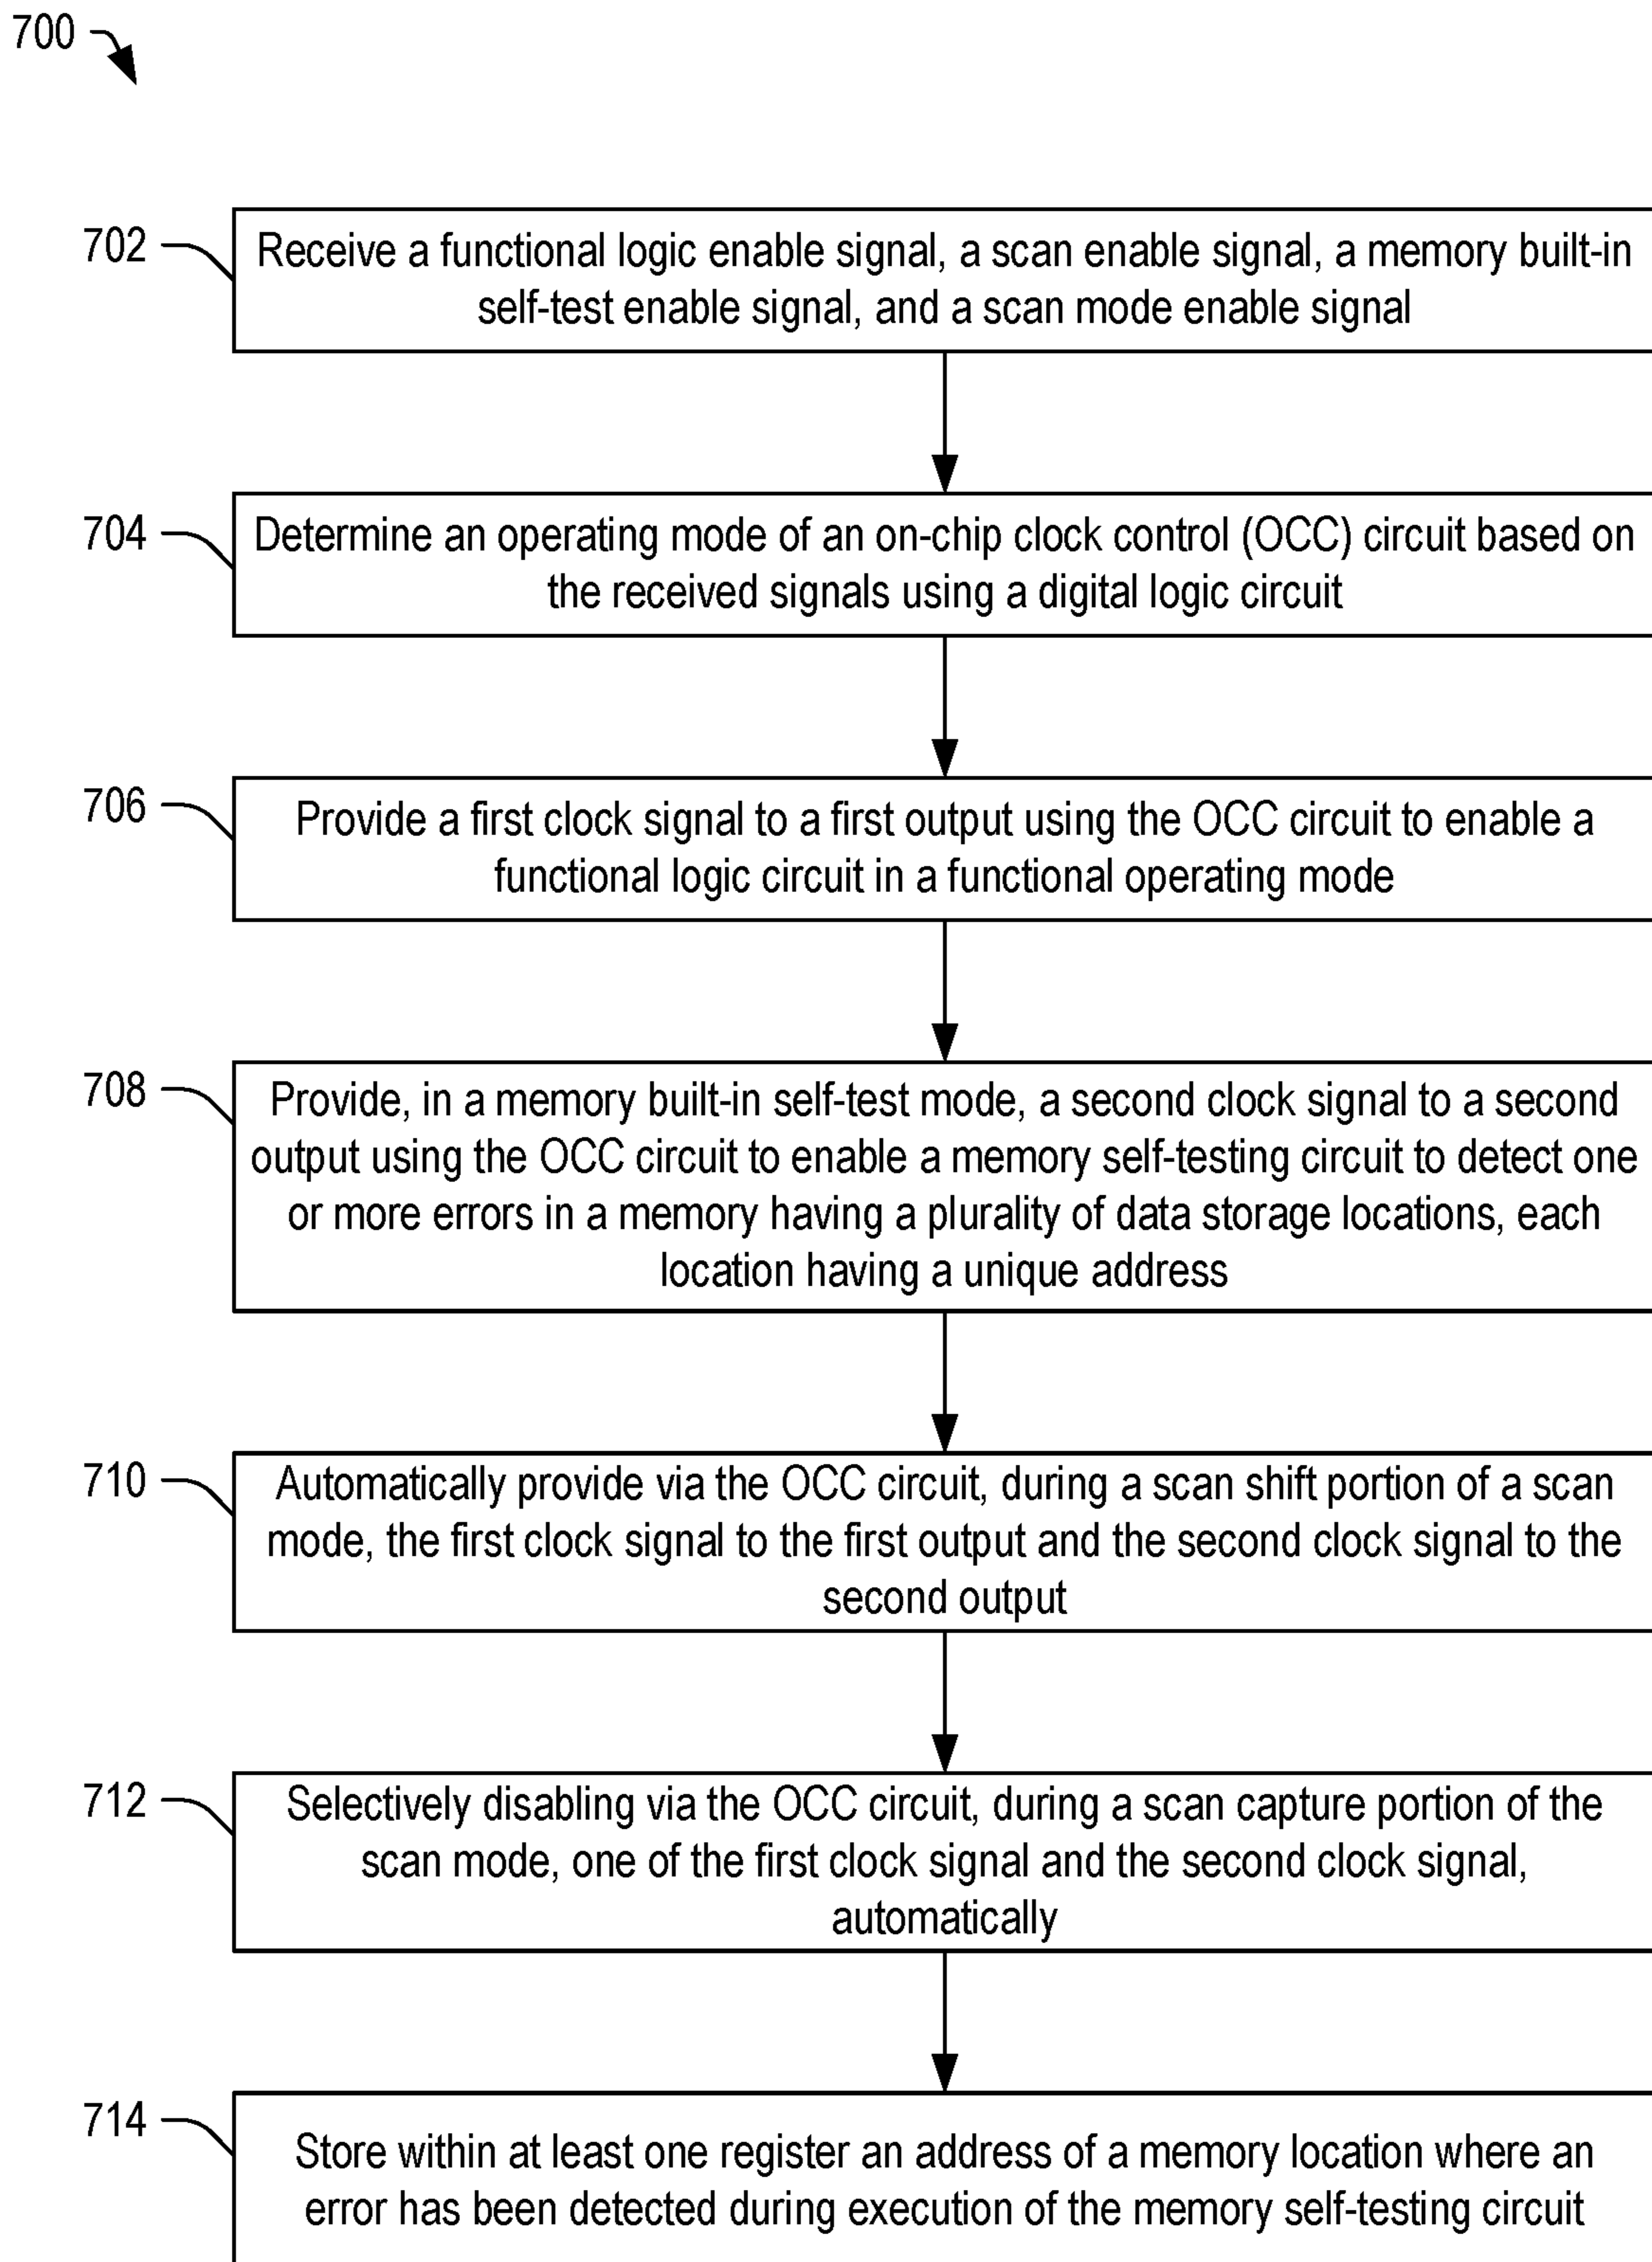 700
702
Receive a functional logic enable signal, a scan enable signal, a memory built-in
self-test enable signal, and a scan mode enable signal
704
Determine an operating mode of an on-chip clock control (OCC) circuit based on
the received signals using a digital logic circuit
706
Provide a first clock signal to a first output using the OCC circuit to enable a
functional logic circuit in a functional operating mode
708
Provide, in a memory built-in self-test mode, a second clock signal to a second
output using the OCC circuit to enable a memory self-testing circuit to detect one
or more errors in a memory having a plurality of data storage locations, each
location having a unique address
710
Automatically provide via the OCC circuit, during a scan shift portion of a scan
mode, the first clock signal to the first output and the second clock signal to the
second output
712
Selectively disabling via the OCC circuit, during a scan capture portion of the
scan mode, one of the first clock signal and the second clock signal,
automatically
714
Store within at least one register an address of a memory location where an
error has been detected during execution of the memory self-testing circuit